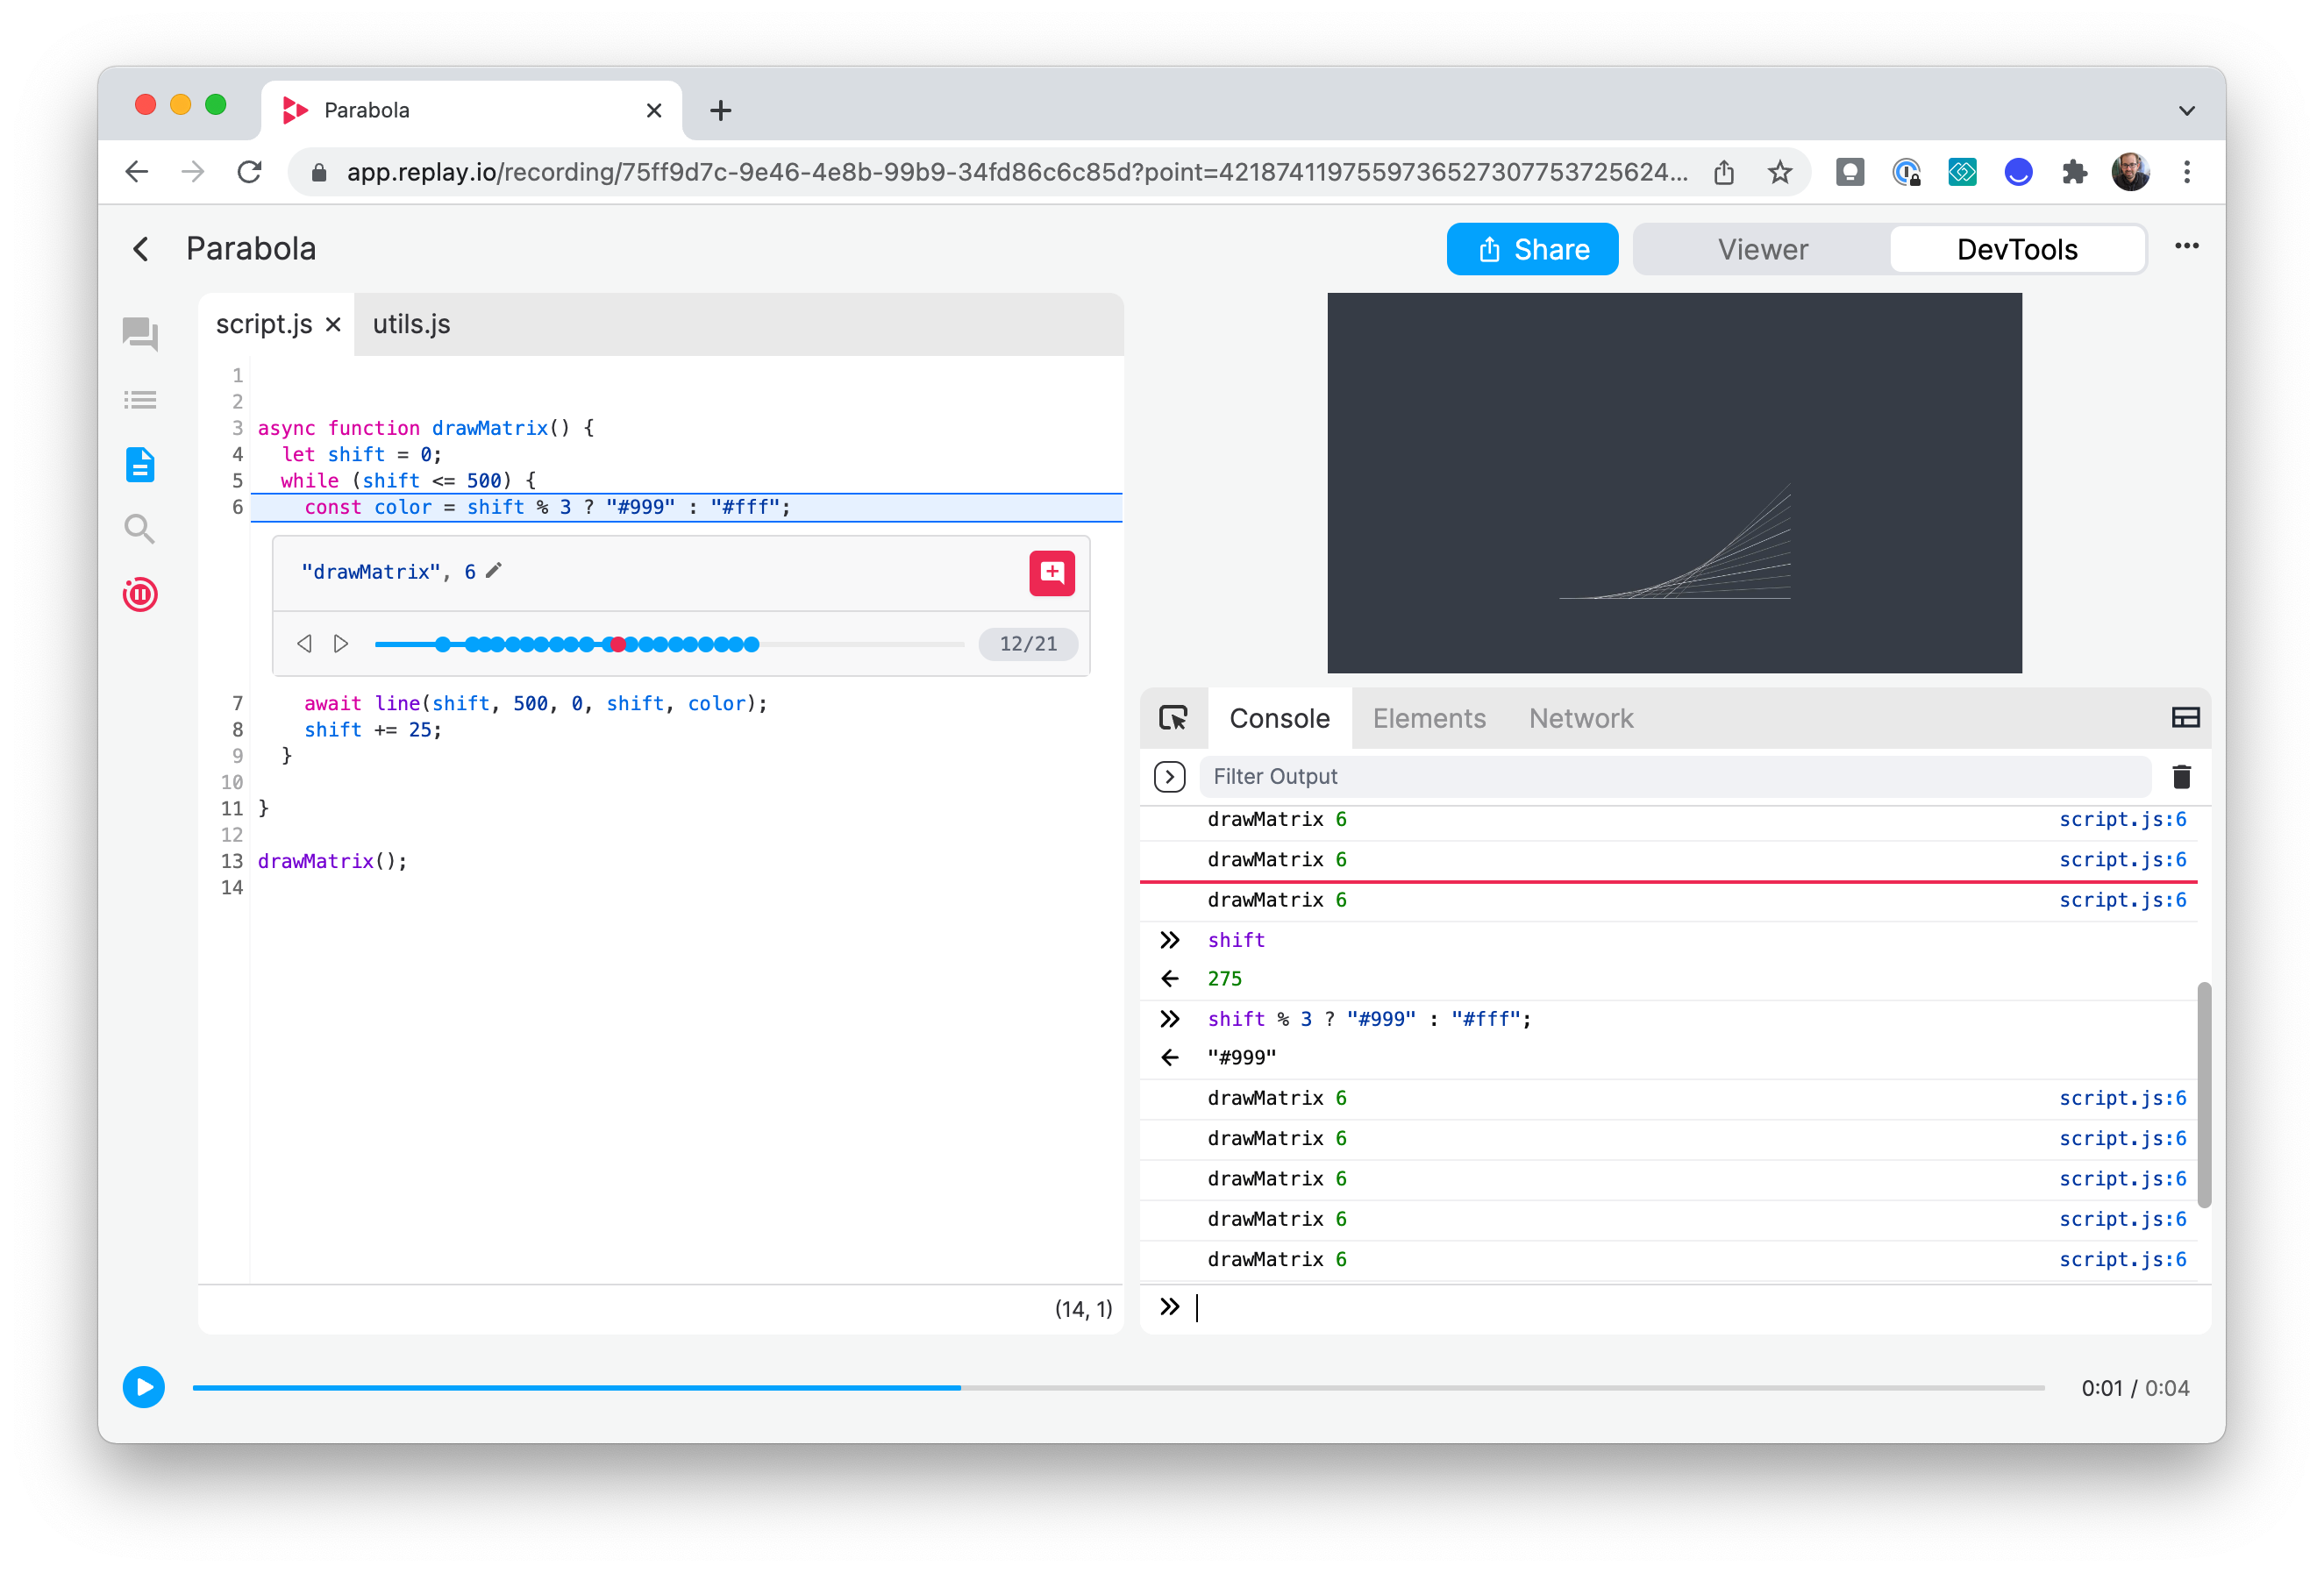 Parabola
app.replay.io/recording/75ff9d7c-9e46-4e8b-99b9-34fd86c6c85d?point=42187411975597365273077537256 24...
Parabola
Share
Viewer
DevTools
script.js
utils.js
1
2
3 async function drawMatrix() {
4 let shift = 0;
5 while (shift <= 500) {
6 const color = shift % 3 ? "#999" : "#fff";
"drawMatrix", 6
12/21
7 await line(shift, 500, 0, shift, color);
8 shift += 25;
9 }
10
11 }
12
13 drawMatrix();
14
(14, 1)
Console
Elements
Network
Filter Output
drawMatrix 6 script.js:6
drawMatrix 6 script.js:6
drawMatrix 6 script.js:6
shift
275
shift % 3 ? "#999" : "#fff";
"#999"
drawMatrix 6 script.js:6
drawMatrix 6 script.js:6
drawMatrix 6 script.js:6
drawMatrix 6 script.js:6
drawMatrix 6 script.js:6
0:01 / 0:04